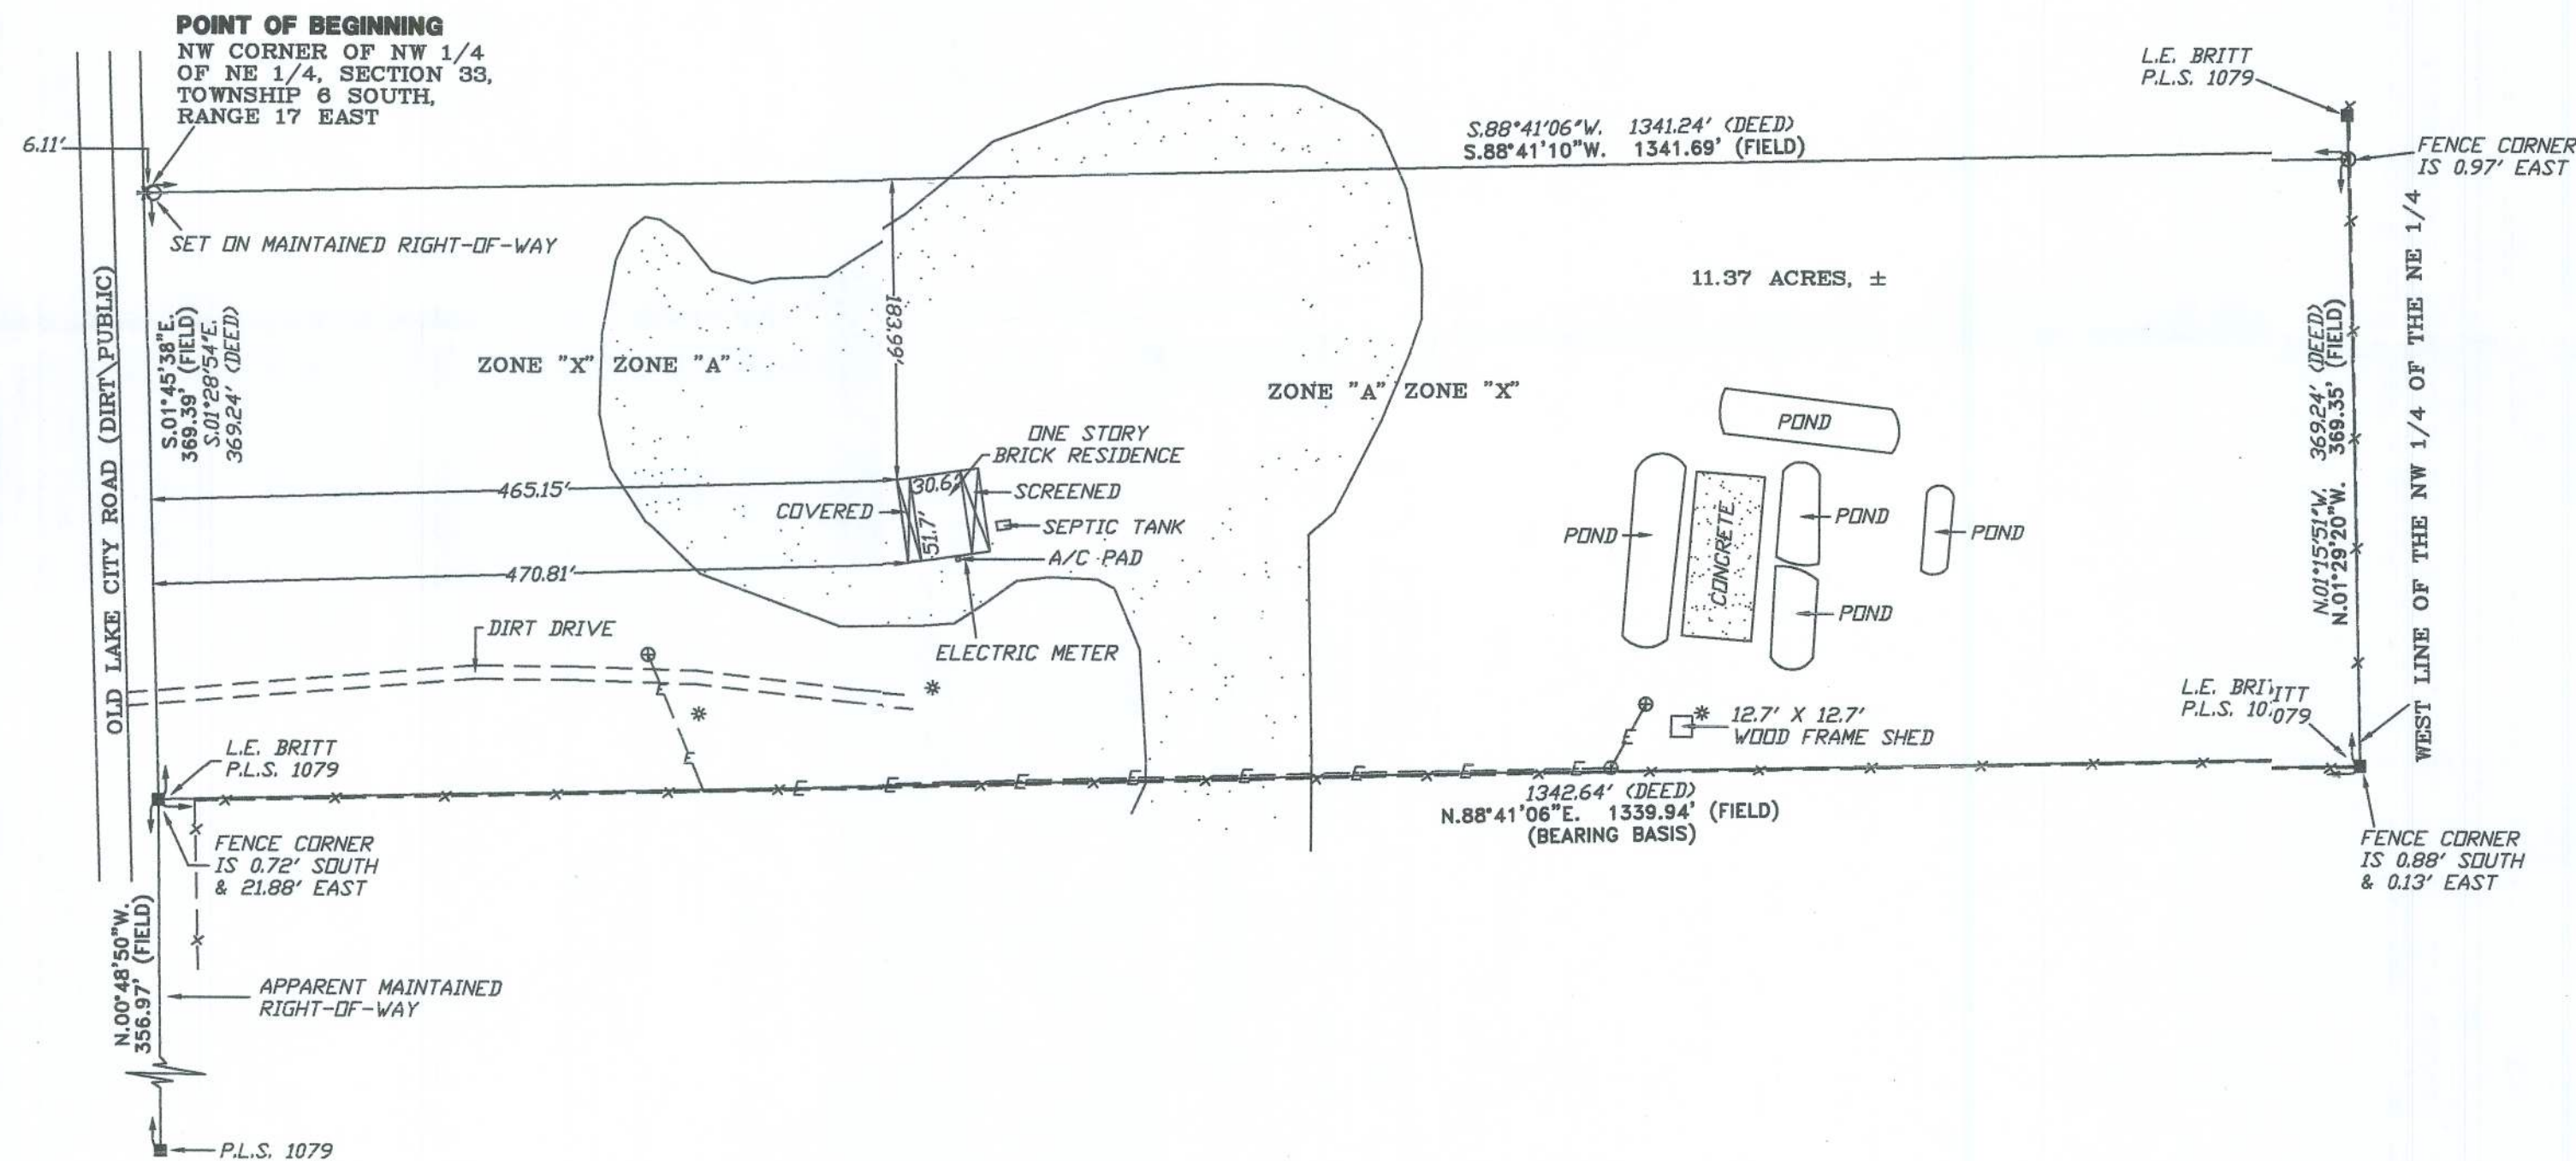 POINT OF BEGINNING
NW CORNER OF NW 1/4
OF NE 1/4, SECTION 33,
TOWNSHIP 6 SOUTH,
RANGE 17 EAST
6.11'
SET ON MAINTAINED RIGHT-OF-WAY
L.E. BRITT
P.L.S. 1079
S.88°41'06"W. 1341.24' (DEED)
S.88°41'10"W. 1341.69' (FIELD)
FENCE CORNER
IS 0.97' EAST
OLD LAKE CITY ROAD (DIRT\PUBLIC)
S.01°45'38"E.
369.39' (FIELD)
S.01°28'54"E.
369.24' (DEED)
183.99'
11.37 ACRES, ±
ZONE "X" ZONE "A"
ZONE "A" ZONE "X"
ONE STORY
BRICK RESIDENCE
465.15'
30.6'
SCREENED
COVERED
51.7'
SEPTIC TANK
A/C PAD
470.81'
ELECTRIC METER
DIRT DRIVE
E
E
POND
POND
CONCRETE
POND
POND
POND
N.01°15'51"W. 369.24' (DEED)
N.01°29'20"W. 369.35' (FIELD)
WEST LINE OF THE NW 1/4 OF THE NE 1/4
12.7' X 12.7'
WOOD FRAME SHED
E
L.E. BRI ITT
P.L.S. 10 079
L.E. BRITT
P.L.S. 1079
E E E E E E E E
1342.64' (DEED)
N.88°41'06"E. 1339.94' (FIELD)
(BEARING BASIS)
FENCE CORNER
IS 0.72' SOUTH
& 21.88' EAST
FENCE CORNER
IS 0.88' SOUTH
& 0.13' EAST
N.00°48'50"W.
356.97' (FIELD)
APPARENT MAINTAINED
RIGHT-OF-WAY
P.L.S. 1079